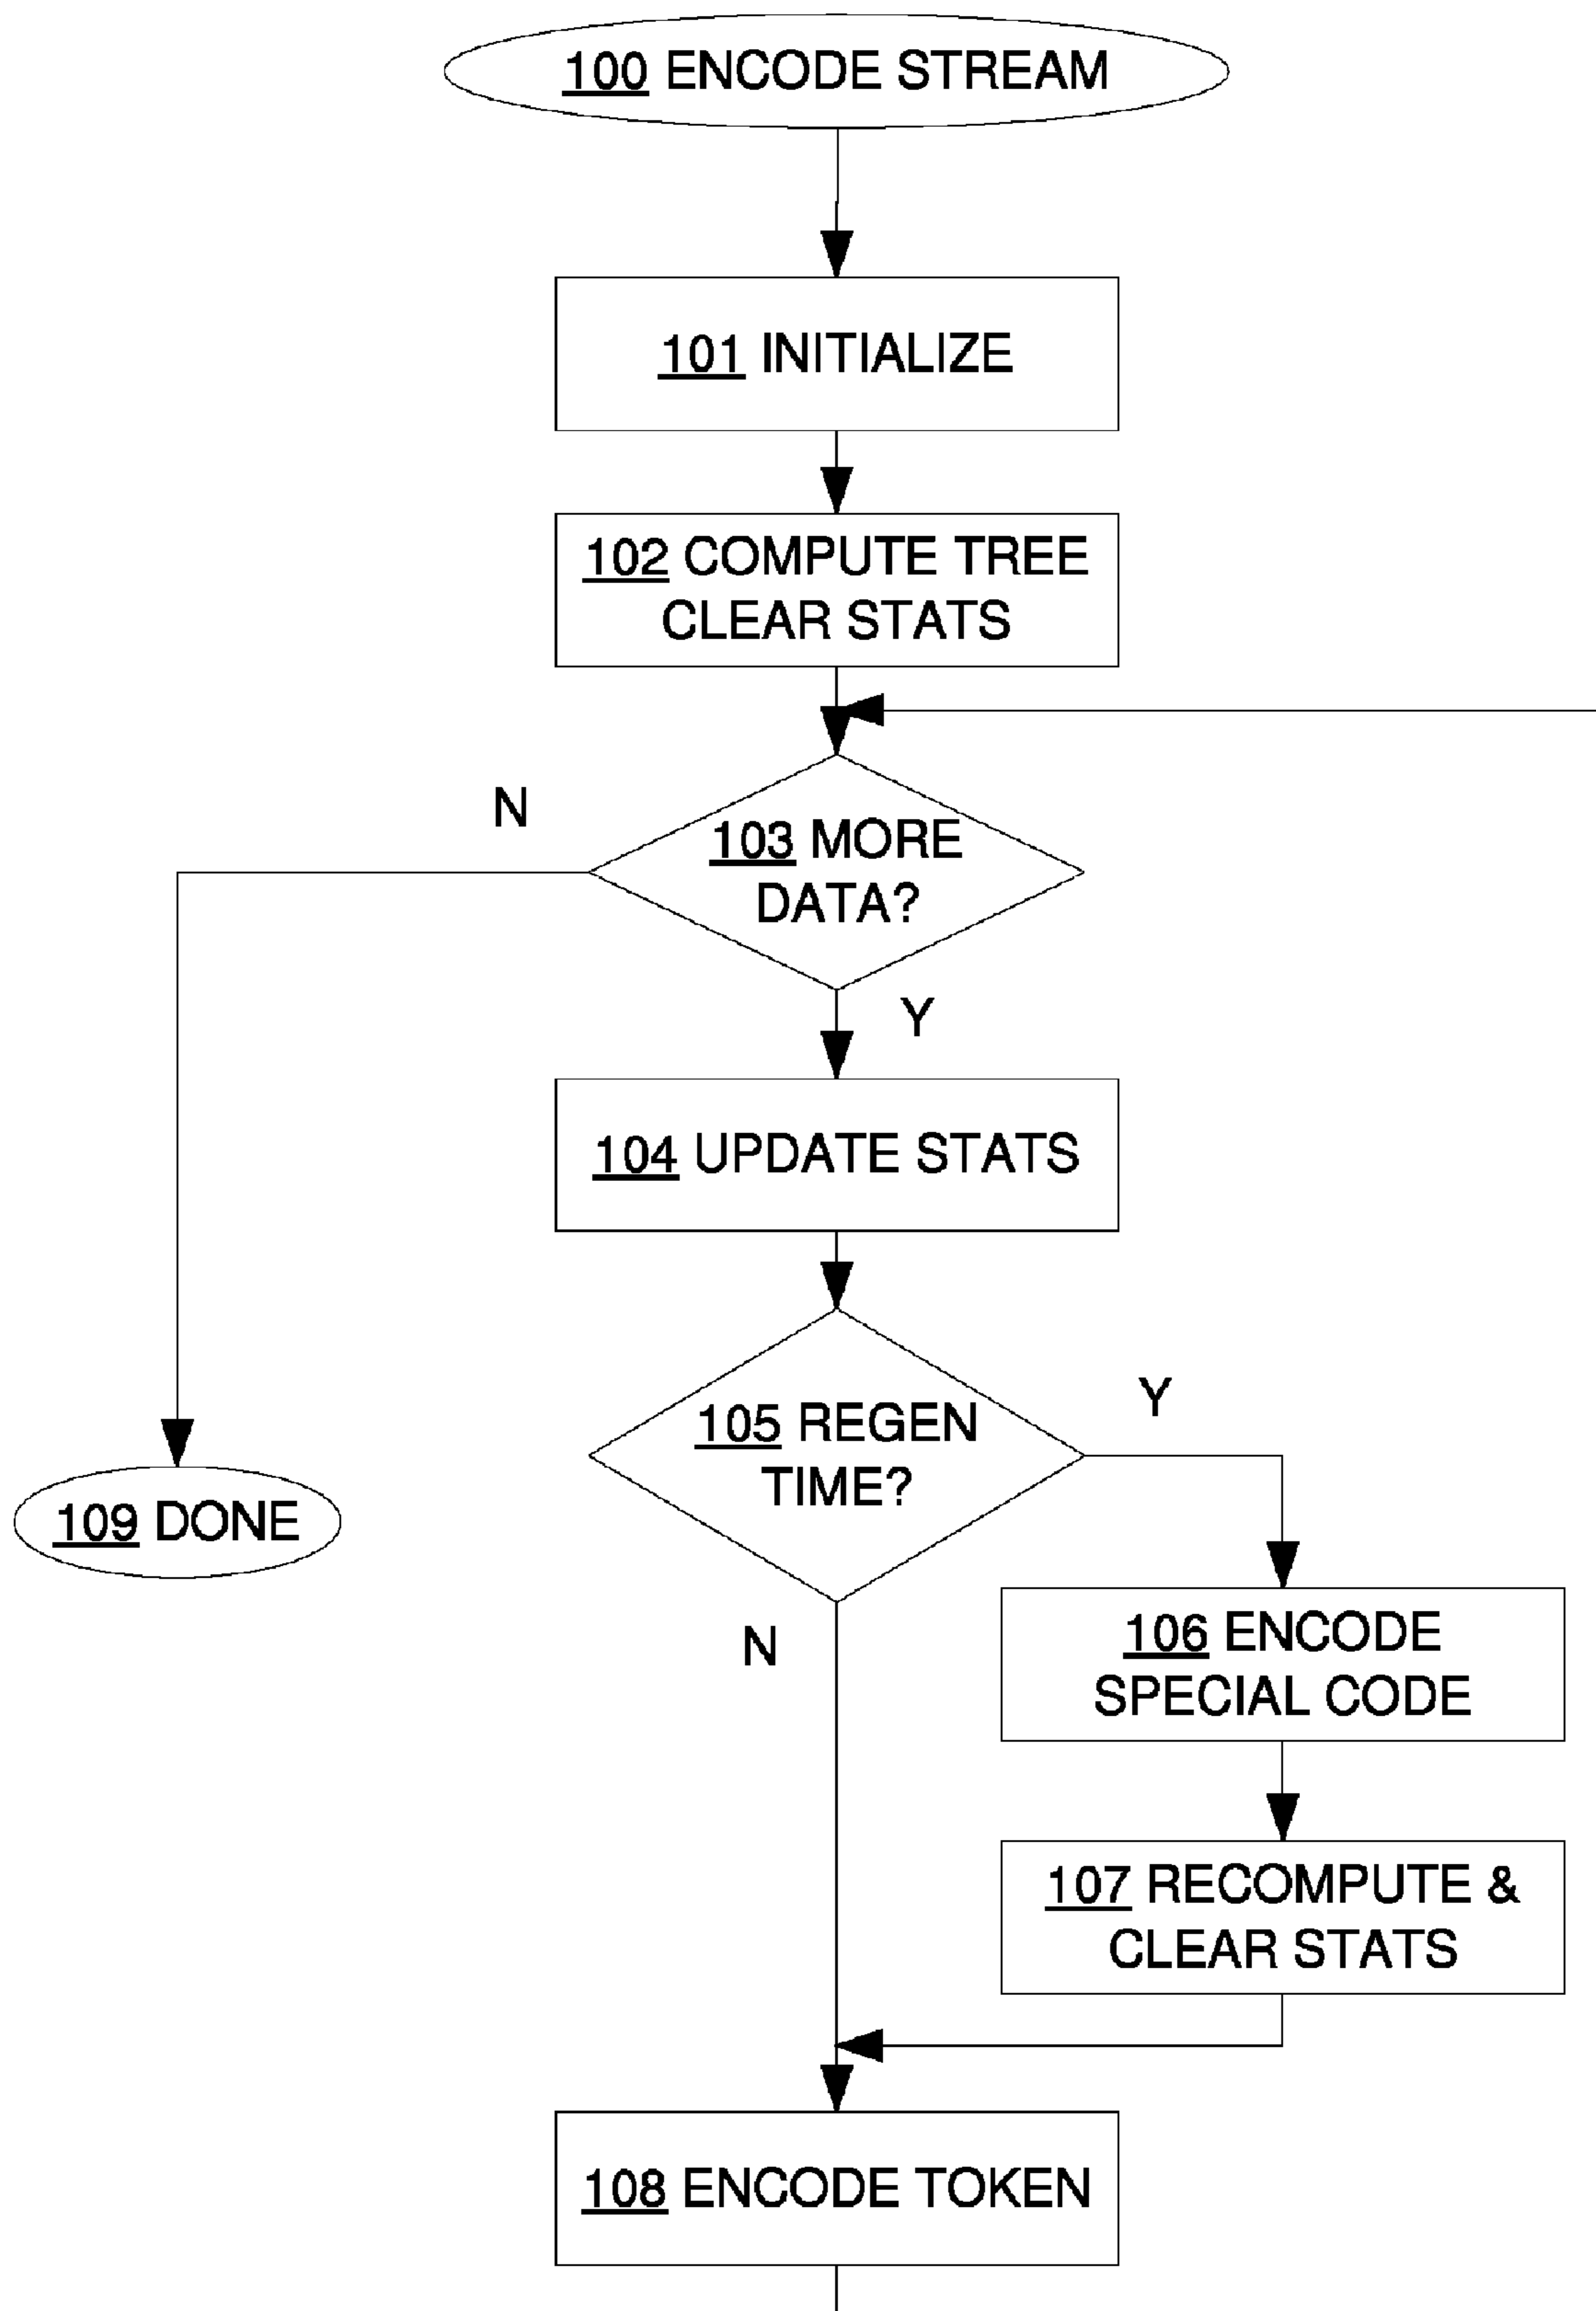 100 ENCODE STREAM
101 INITIALIZE
102 COMPUTE TREE
CLEAR STATS
N
103 MORE
DATA?
Y
104 UPDATE STATS
105 REGEN
TIME?
Y
109 DONE
N
106 ENCODE
SPECIAL CODE
107 RECOMPUTE &
CLEAR STATS
108 ENCODE TOKEN